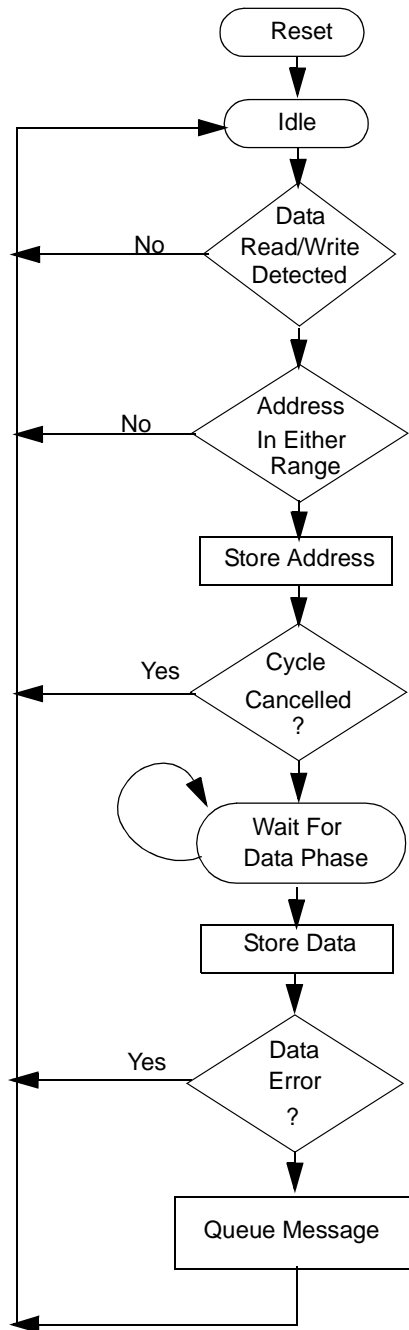 Reset
Idle
Data
Read/Write
Detected
No
Address
In Either
Range
No
Store Address
Cycle
Cancelled
?
Yes
Wait For
Data Phase
Store Data
Data
Error
?
Yes
Queue Message